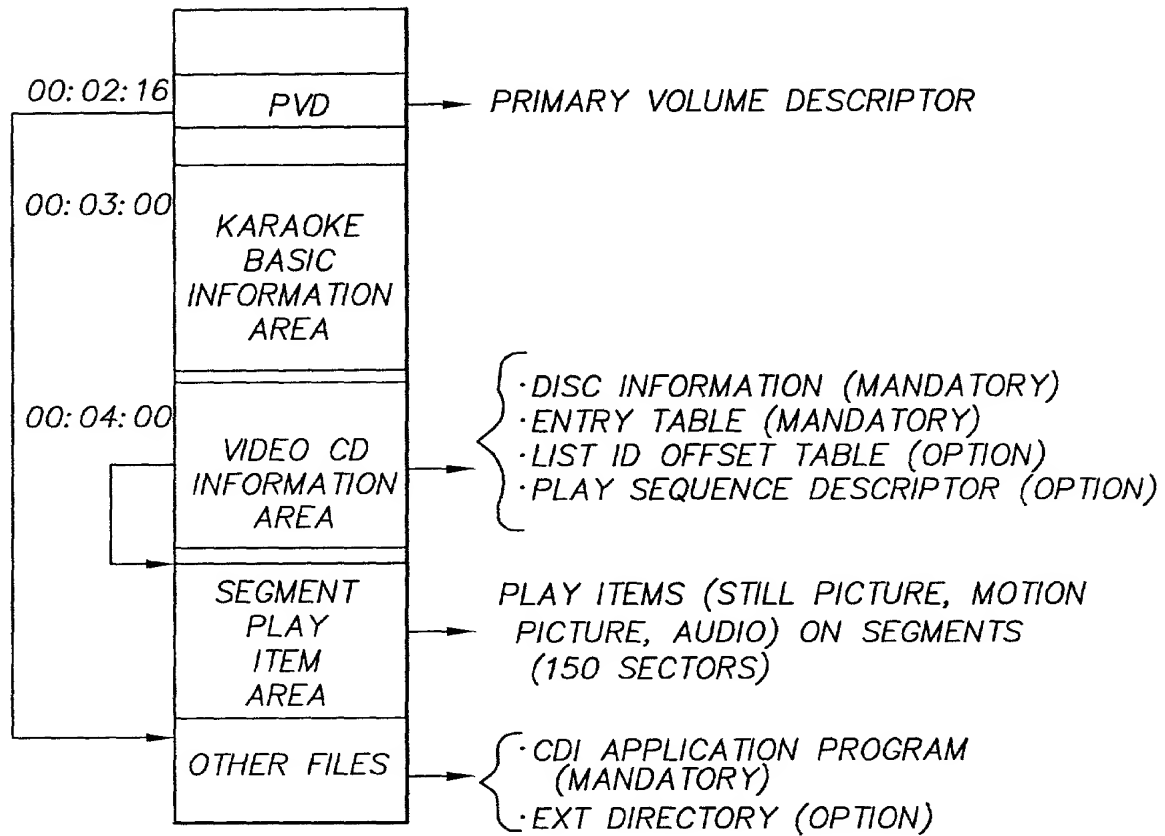 00:02:16
PVD
PRIMARY VOLUME DESCRIPTOR
00:03:00
KARAOKE
BASIC
INFORMATION
AREA
00:04:00
VIDEO CD
INFORMATION
AREA
·DISC INFORMATION (MANDATORY)
·ENTRY TABLE (MANDATORY)
·LIST ID OFFSET TABLE (OPTION)
·PLAY SEQUENCE DESCRIPTOR (OPTION)
SEGMENT
PLAY
ITEM
AREA
PLAY ITEMS (STILL PICTURE, MOTION
PICTURE, AUDIO) ON SEGMENTS
(150 SECTORS)
OTHER FILES
·CDI APPLICATION PROGRAM
(MANDATORY)
·EXT DIRECTORY (OPTION)